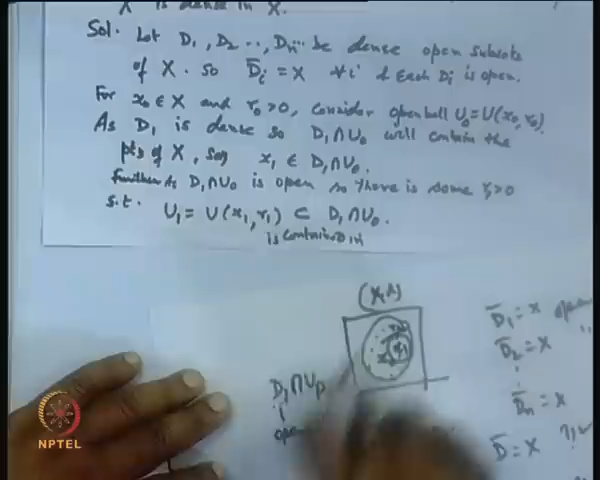 X is dense in X.
Sol. Let D₁, D₂ .., Dₙ.. be dense open subsets
of X. So D̄ᵢ = X ∀ i & Each Dᵢ is open.
For x₀ ∈ X and r₀ > 0, consider open ball U₀ = U(x₀, r₀)
As D₁ is dense so D₁ ∩ U₀ will contain the
pts of X, say x₁ ∈ D₁ ∩ U₀.
Further As D₁ ∩ U₀ is open so there is some r₁ > 0
s.t. U₁ = U(x₁, r₁) ⊂ D₁ ∩ U₀.
is contained in
D̄₁ = X open
D̄₂ = X
D̄ₙ = X
D̄ = X
D₁ ∩ U₀
NPTEL